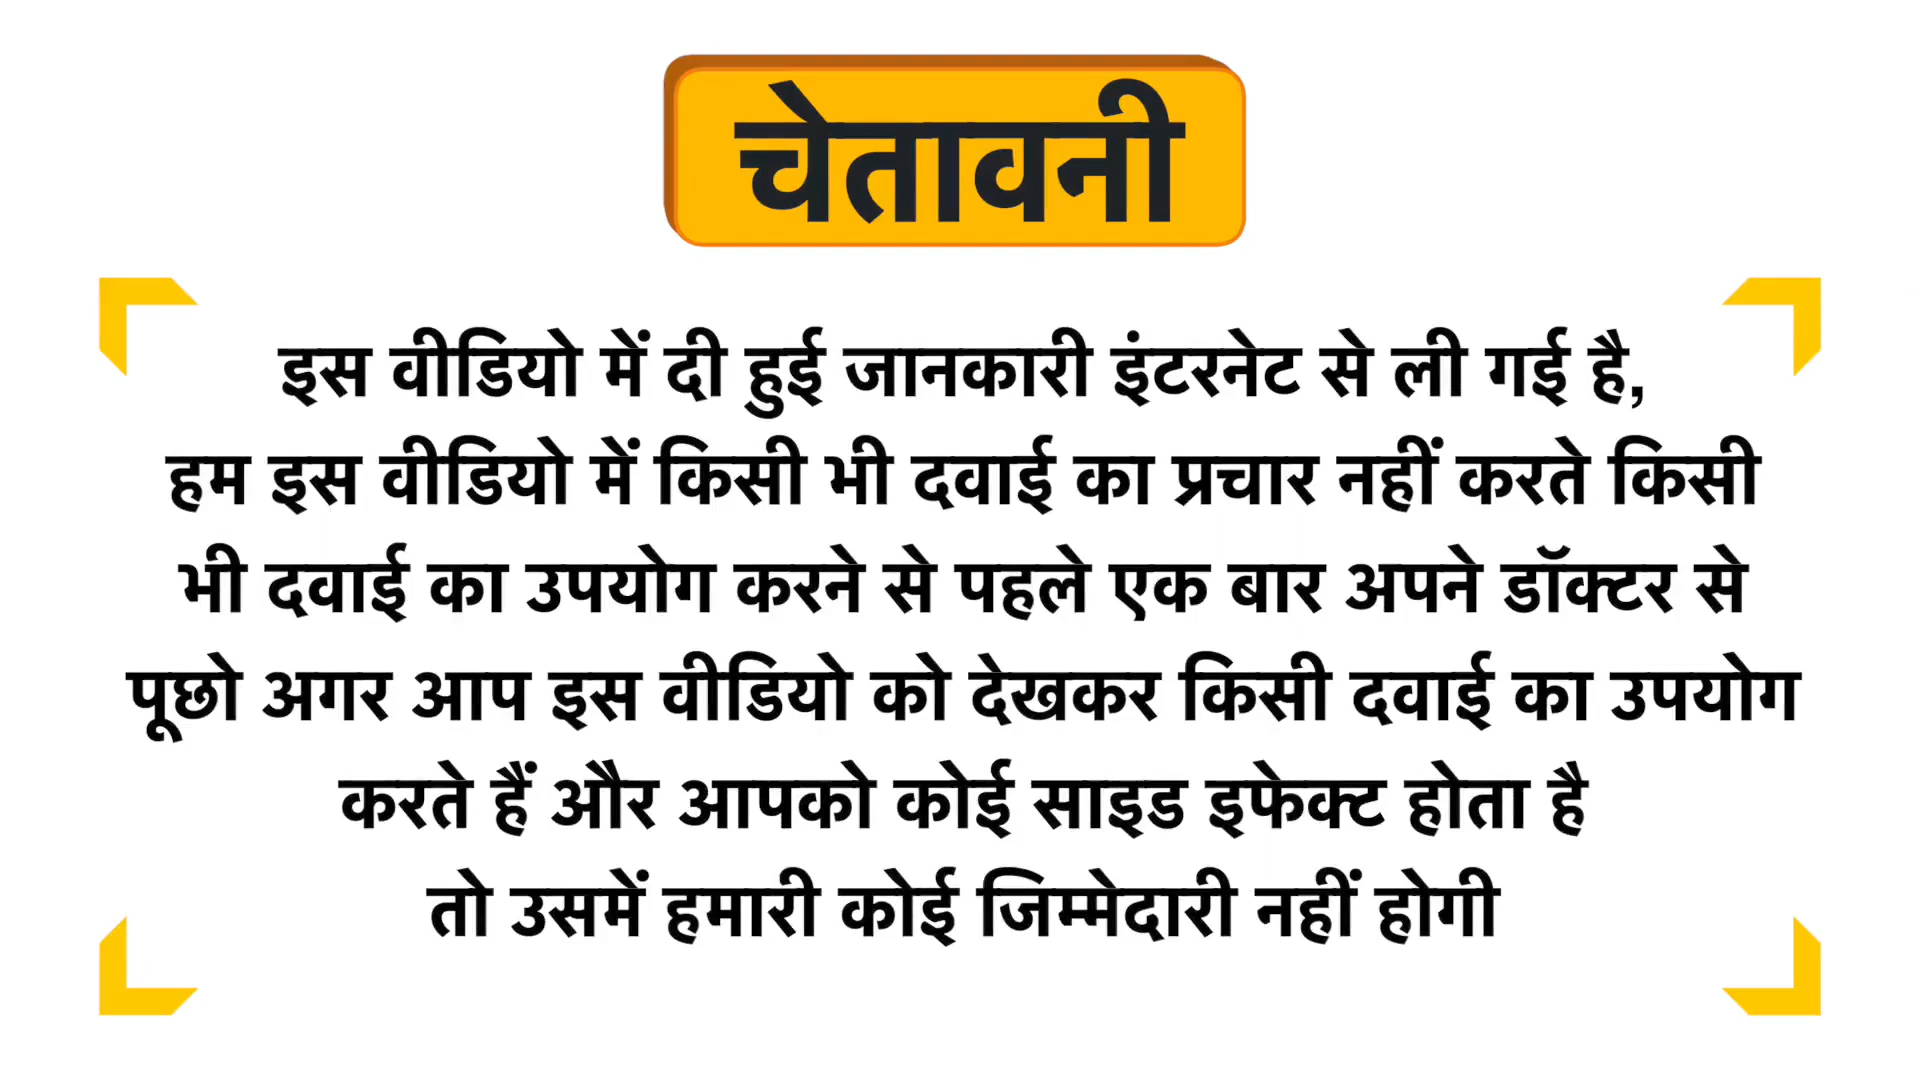 चेतावनी
इस वीडियो में दी हुई जानकारी इंटरनेट से ली गई है,
हम इस वीडियो में किसी भी दवाई का प्रचार नहीं करते किसी
भी दवाई का उपयोग करने से पहले एक बार अपने डॉक्टर से
पूछो अगर आप इस वीडियो को देखकर किसी दवाई का उपयोग
करते हैं और आपको कोई साइड इफेक्ट होता है
तो उसमें हमारी कोई जिम्मेदारी नहीं होगी